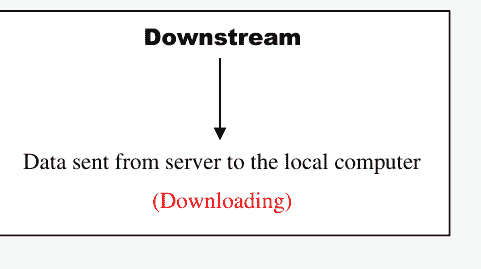 Downstream
Data sent from server to the local computer
(Downloading)